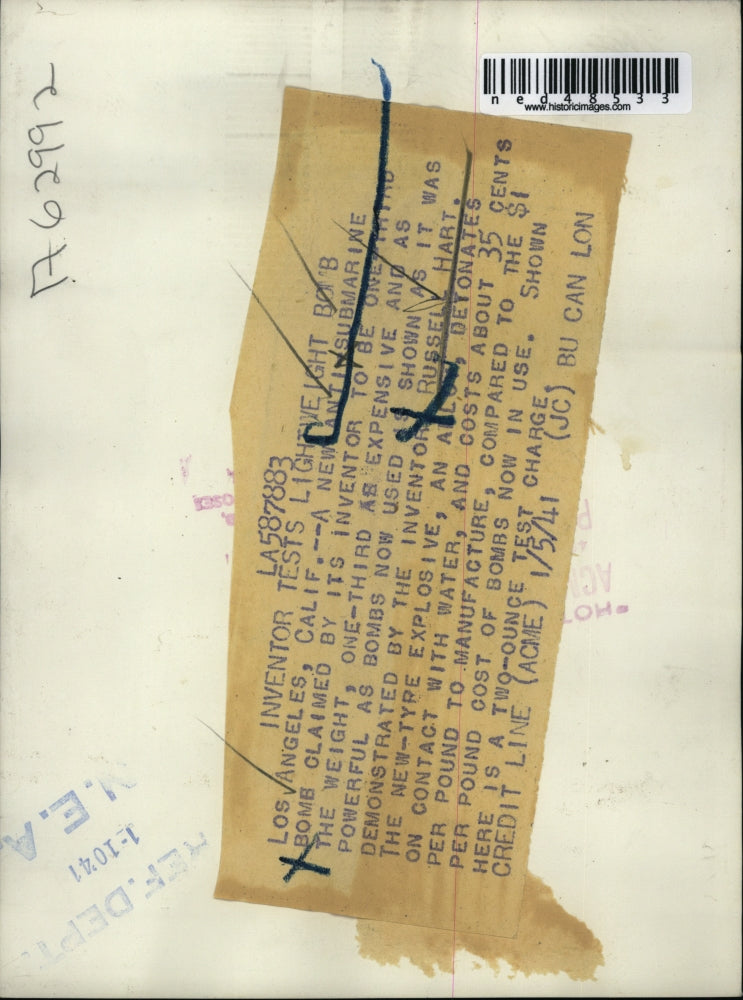 A62992
ned48533
www.historicimages.com
LA587883
INVENTOR TESTS LIGHTWEIGHT BOMB
LOS ANGELES, CALIF.--A NEW ANTI-SUBMARINE
BOMB CLAIMED BY ITS INVENTOR TO BE ONE-THIRD
THE WEIGHT, ONE-THIRD AS EXPENSIVE AND AS
POWERFUL AS BOMBS NOW USED IS SHOWN AS IT WAS
DEMONSTRATED BY THE INVENTOR, RUSSELL HART.
THE NEW-TYPE EXPLOSIVE, AN ALLOY, DETONATES
ON CONTACT WITH WATER, AND COSTS ABOUT 35 CENTS
PER POUND TO MANUFACTURE, COMPARED TO THE $1
PER POUND COST OF BOMBS NOW IN USE. SHOWN
HERE IS A TWO-OUNCE TEST CHARGE.
CREDIT LINE (ACME) 1/5/41 (JC) BU CAN LON
N.E.A.
1-1041
REF. DEPT.